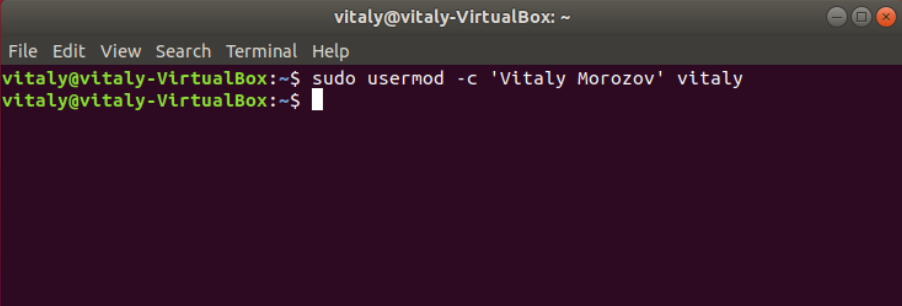 vitaly@vitaly-VirtualBox: ~
File Edit View Search Terminal Help
vitaly@vitaly-VirtualBox:~$ sudo usermod -c 'Vitaly Morozov' vitaly
vitaly@vitaly-VirtualBox:~$